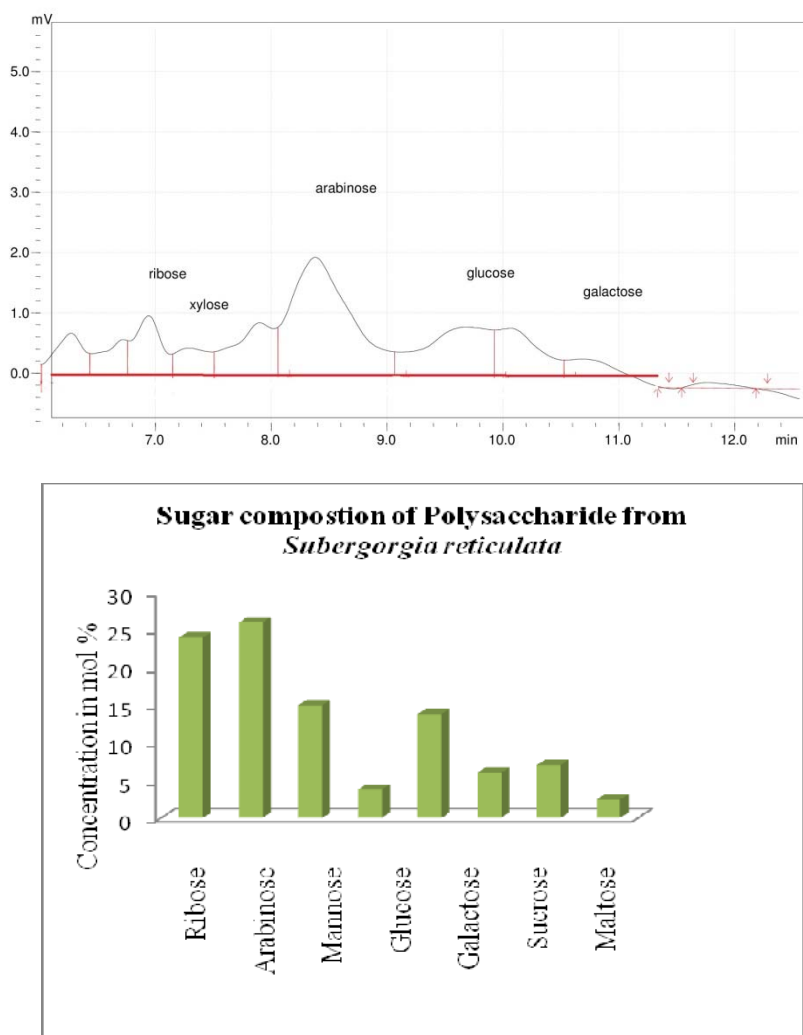 mV
5.0
4.0
3.0
2.0
1.0
0.0
arabinose
ribose
xylose
glucose
galactose
7.0 8.0 9.0 10.0 11.0 12.0 min
Sugar compostion of Polysaccharide from
Subergorgia reticulata
Concentration in mol %
30
25
20
15
10
5
0
Ribose
Arabinose
Mannose
Glucose
Galactose
Sucrose
Maltose